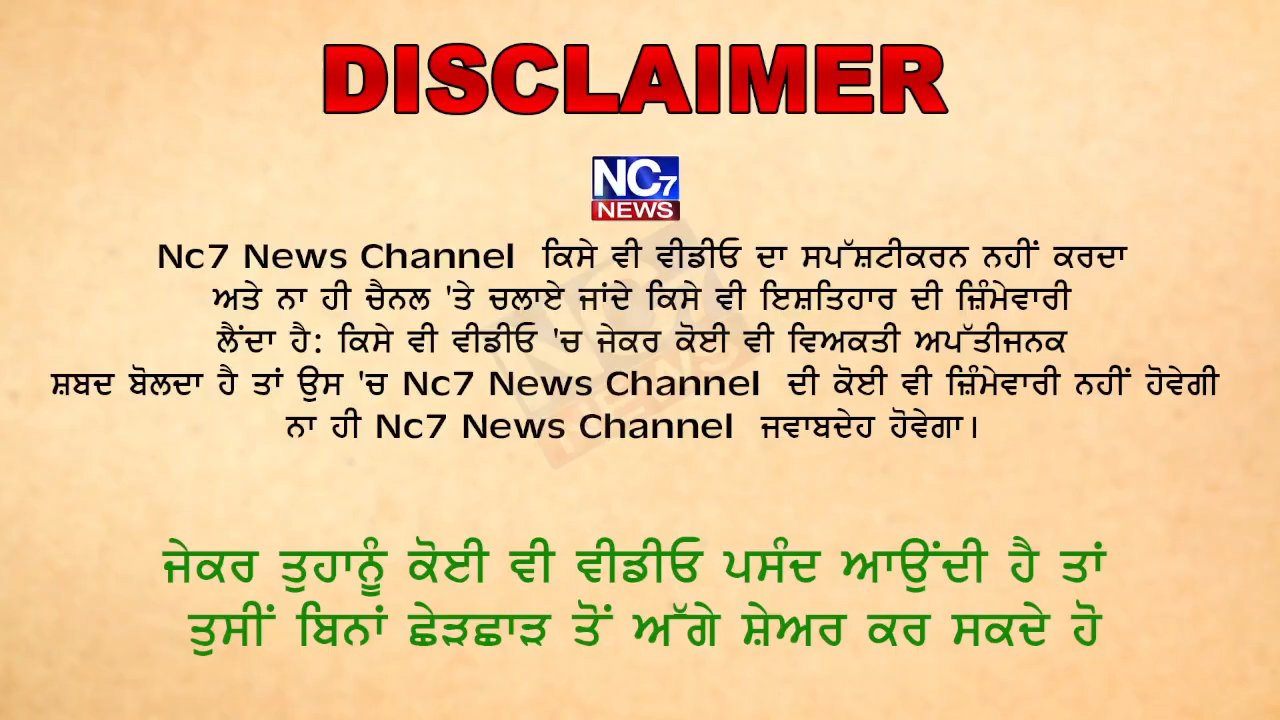 DISCLAIMER
NC7
NEWS
Nc7 News Channel ਕਿਸੇ ਵੀ ਵੀਡੀਓ ਦਾ ਸਪੱਸ਼ਟੀਕਰਨ ਨਹੀਂ ਕਰਦਾ
ਅਤੇ ਨਾ ਹੀ ਚੈਨਲ 'ਤੇ ਚਲਾਏ ਜਾਂਦੇ ਕਿਸੇ ਵੀ ਇਸ਼ਤਿਹਾਰ ਦੀ ਜ਼ਿੰਮੇਵਾਰੀ
ਲੈਂਦਾ ਹੈ: ਕਿਸੇ ਵੀ ਵੀਡੀਓ 'ਚ ਜੇਕਰ ਕੋਈ ਵੀ ਵਿਅਕਤੀ ਅਪੱਤੀਜਨਕ
ਸ਼ਬਦ ਬੋਲਦਾ ਹੈ ਤਾਂ ਉਸ 'ਚ Nc7 News Channel ਦੀ ਕੋਈ ਵੀ ਜ਼ਿੰਮੇਵਾਰੀ ਨਹੀਂ ਹੋਵੇਗੀ
ਨਾ ਹੀ Nc7 News Channel ਜਵਾਬਦੇਹ ਹੋਵੇਗਾ।
ਜੇਕਰ ਤੁਹਾਨੂੰ ਕੋਈ ਵੀ ਵੀਡੀਓ ਪਸੰਦ ਆਉਂਦੀ ਹੈ ਤਾਂ
ਤੁਸੀਂ ਬਿਨਾਂ ਛੇੜਛਾੜ ਤੋਂ ਅੱਗੇ ਸ਼ੇਅਰ ਕਰ ਸਕਦੇ ਹੋ